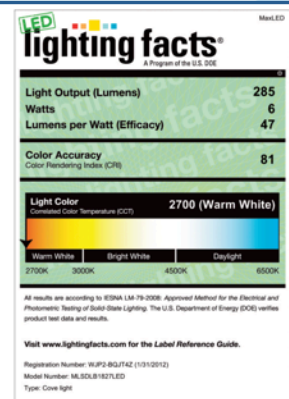 MaxLED
LED
lighting facts®
A Program of the U.S. DOE
Light Output (Lumens) 285
Watts 6
Lumens per Watt (Efficacy) 47
Color Accuracy
Color Rendering Index (CRI) 81
Light Color
Correlated Color Temperature (CCT) 2700 (Warm White)
Warm White Bright White Daylight
2700K 3000K 4500K 6500K
All results are according to IESNA LM-79-2008: Approved Method for the Electrical and
Photometric Testing of Solid-State Lighting. The U.S. Department of Energy (DOE) verifies
product test data and results.
Visit www.lightingfacts.com for the Label Reference Guide.
Registration Number: WJP2-BQJT4Z (1/31/2012)
Model Number: MLSDLB1827LED
Type: Cove light